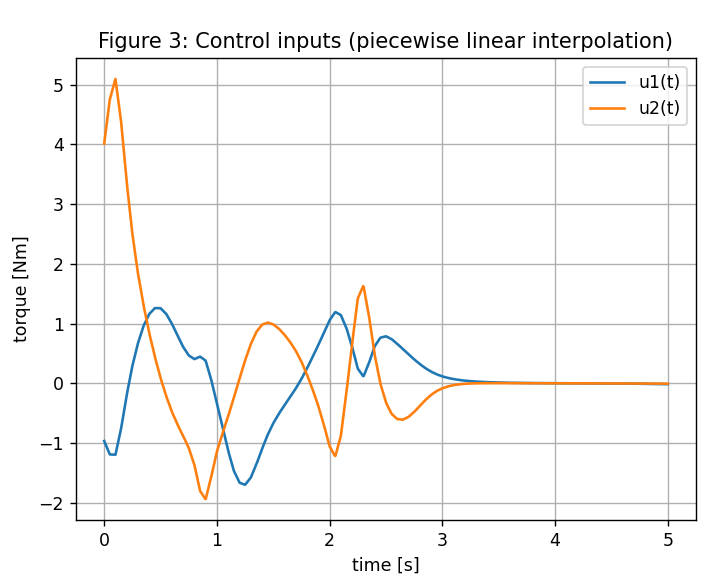 Figure 3: Control inputs (piecewise linear interpolation)
u1(t)
u2(t)
torque [Nm]
5
4
3
2
1
0
−1
−2
0 1 2 3 4 5
time [s]